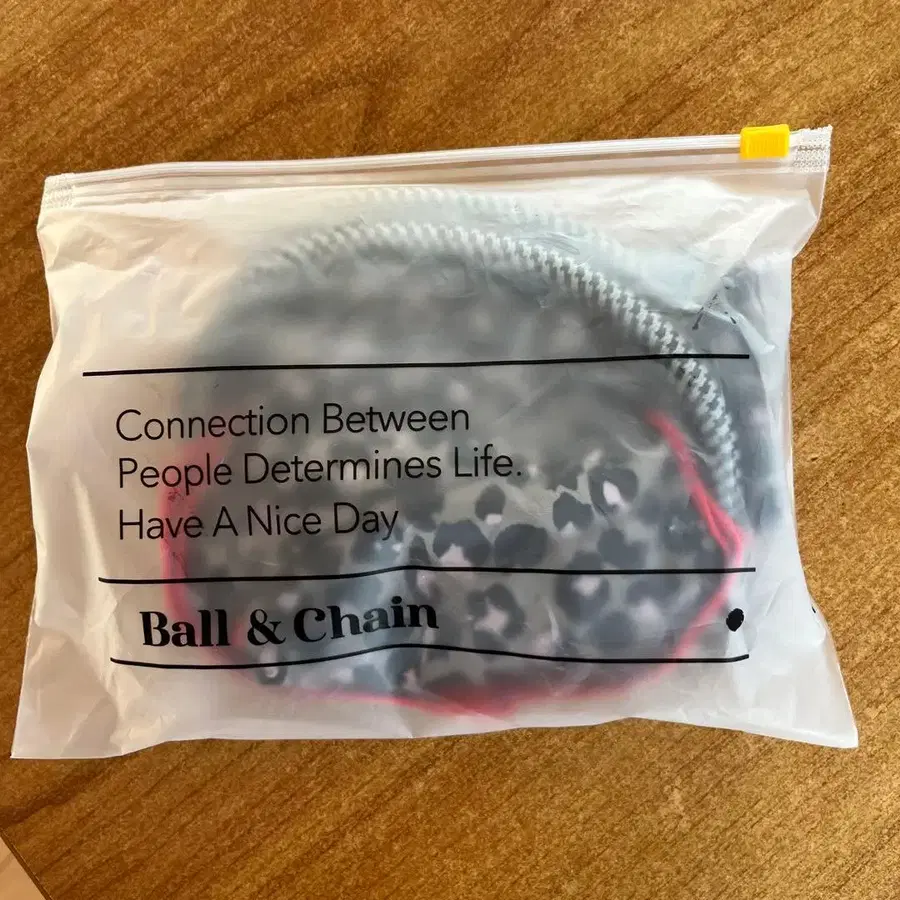 Connection Between
People Determines Life.
Have A Nice Day
Ball & Chain